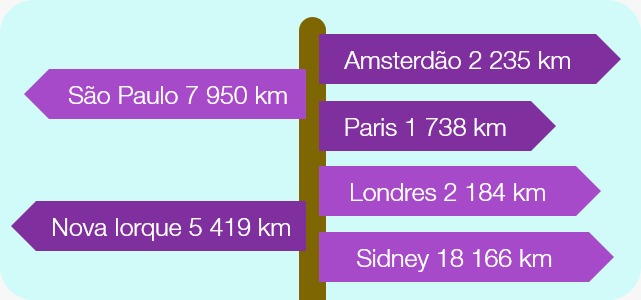 Amsterdão 2 235 km
São Paulo 7 950 km
Paris 1 738 km
Londres 2 184 km
Nova Iorque 5 419 km
Sidney 18 166 km